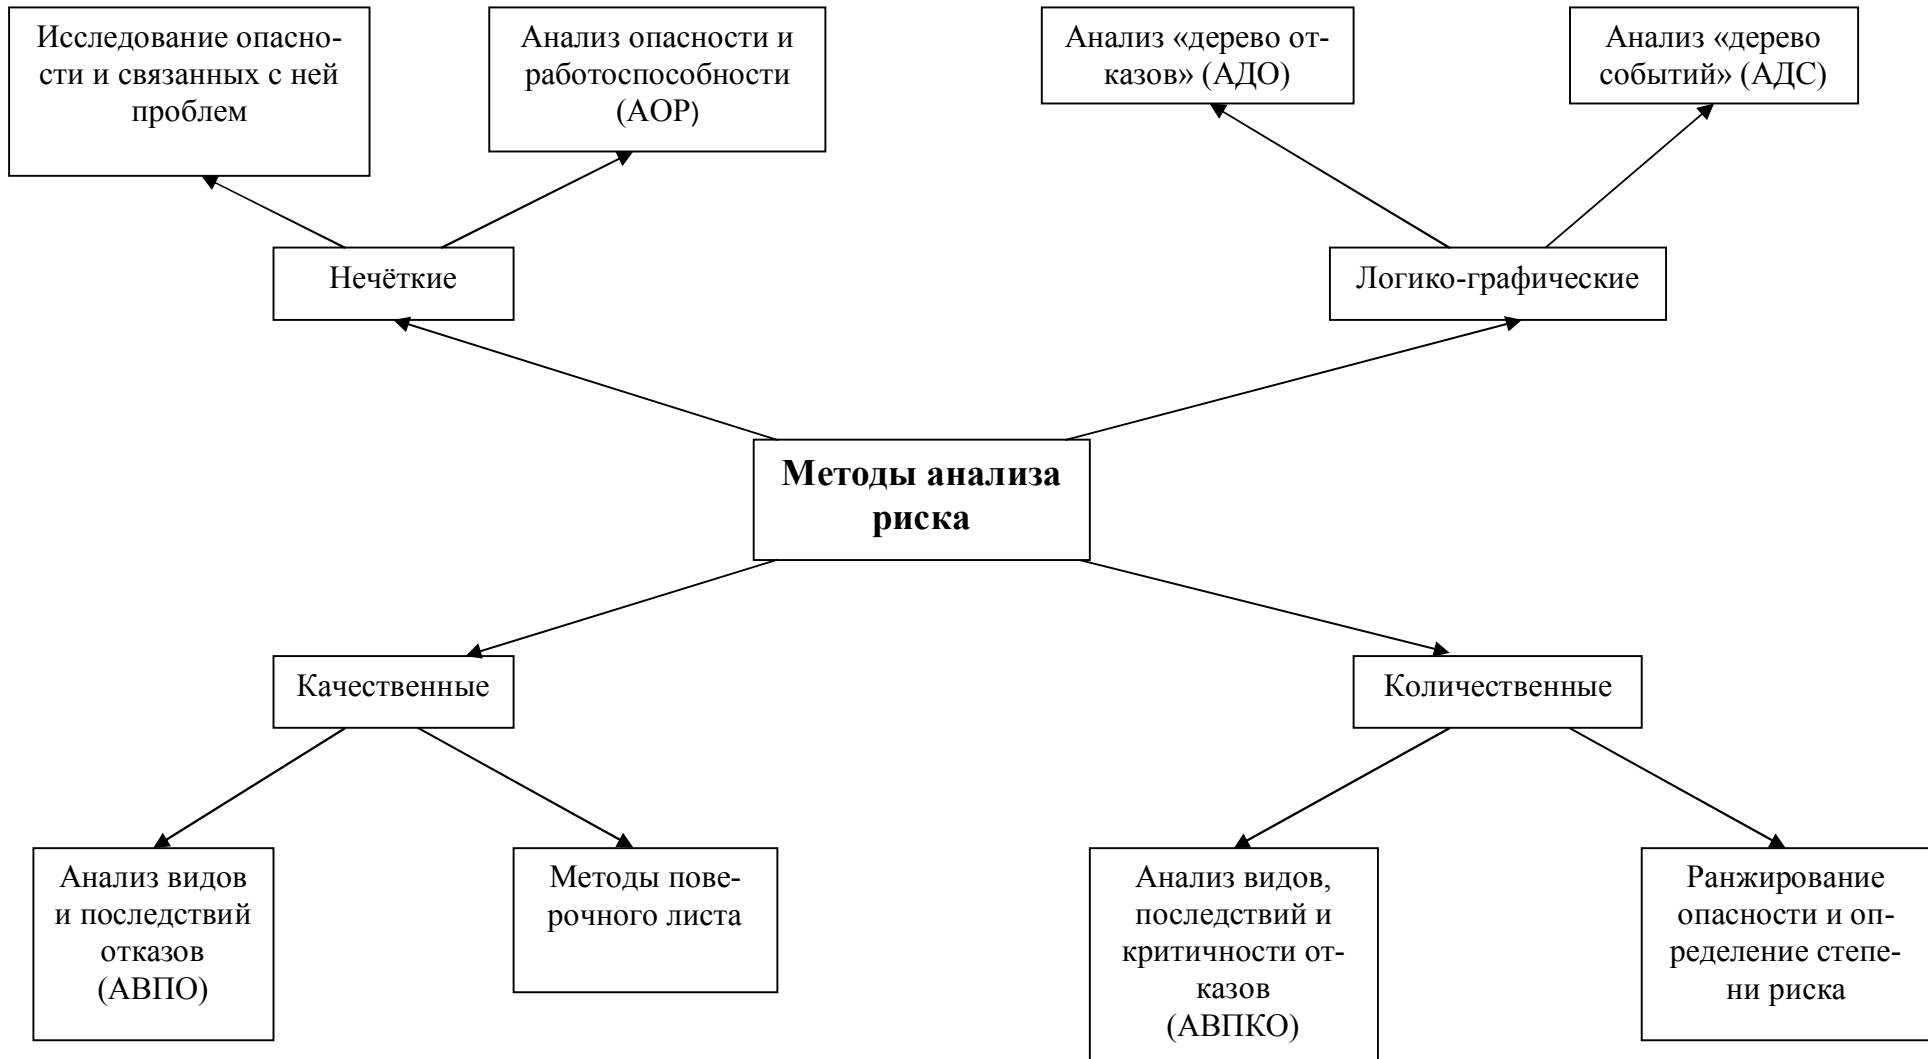 Исследование опасно-
сти и связанных с ней
проблем
Анализ опасности и
работоспособности
(АОР)
Анализ «дерево от-
казов» (АДО)
Анализ «дерево
событий» (АДС)
Нечёткие
Логико-графические
Методы анализа
риска
Качественные
Количественные
Анализ видов
и последствий
отказов
(АВПО)
Методы пове-
рочного листа
Анализ видов,
последствий и
критичности от-
казов
(АВПКО)
Ранжирование
опасности и оп-
ределение степе-
ни риска